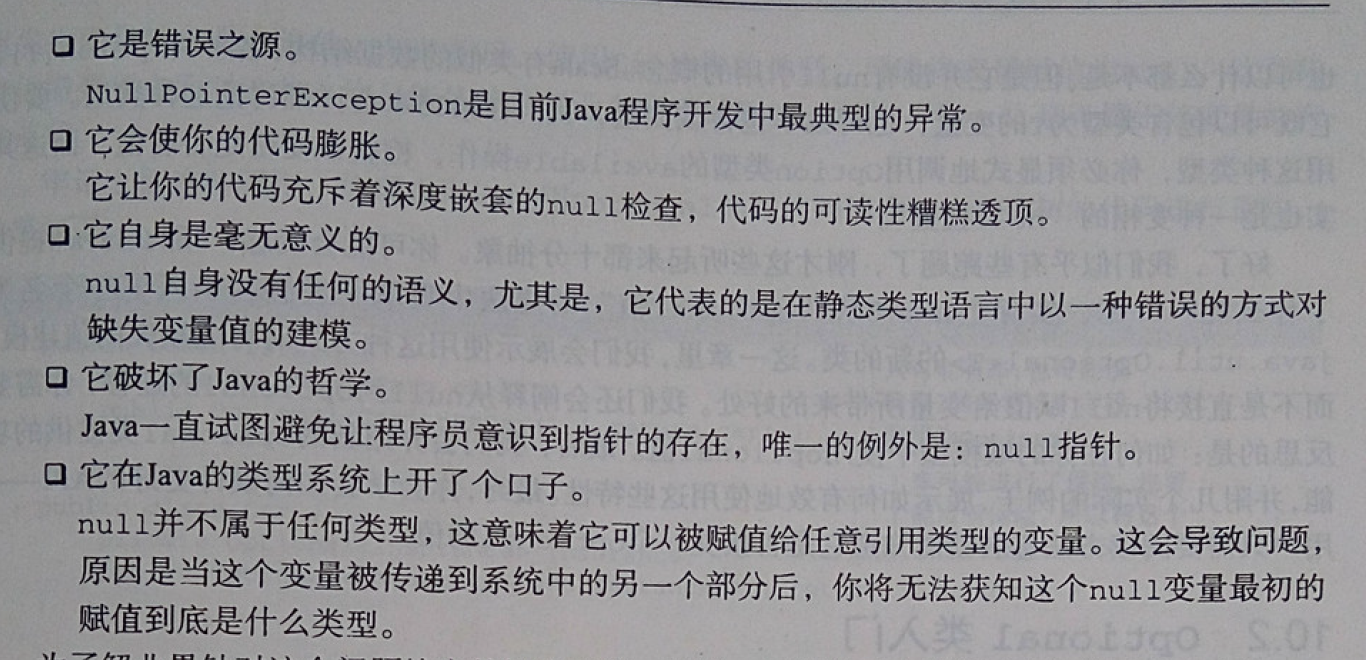 ❑ 它是错误之源。
NullPointerException是目前Java程序开发中最典型的异常。
❑ 它会使你的代码膨胀。
它让你的代码充斥着深度嵌套的null检查，代码的可读性糟糕透顶。
❑ 它自身是毫无意义的。
null自身没有任何的语义，尤其是，它代表的是在静态类型语言中以一种错误的方式对
缺失变量值的建模。
❑ 它破坏了Java的哲学。
Java一直试图避免让程序员意识到指针的存在，唯一的例外是：null指针。
❑ 它在Java的类型系统上开了个口子。
null并不属于任何类型，这意味着它可以被赋值给任意引用类型的变量。这会导致问题，
原因是当这个变量被传递到系统中的另一个部分后，你将无法获知这个null变量最初的
赋值到底是什么类型。